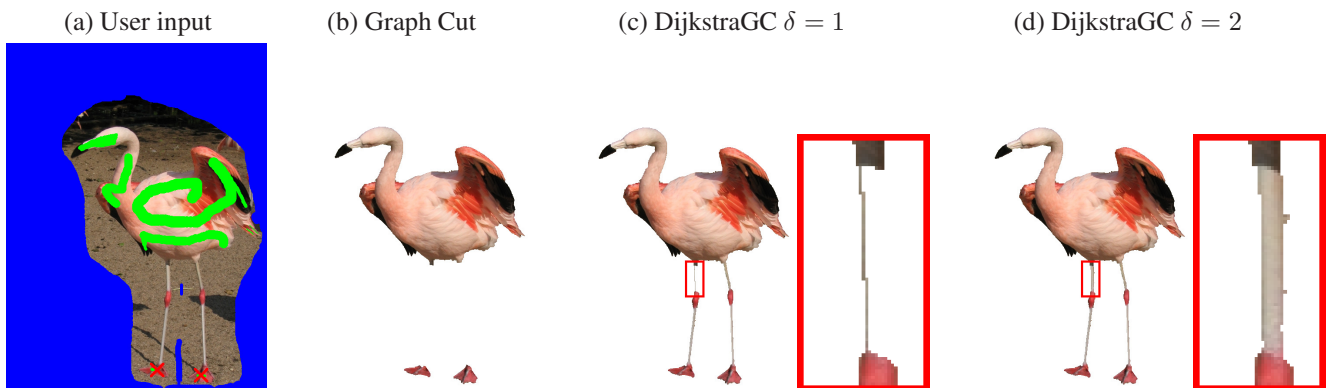 (a) User input (b) Graph Cut (c) DijkstraGC δ = 1 (d) DijkstraGC δ = 2